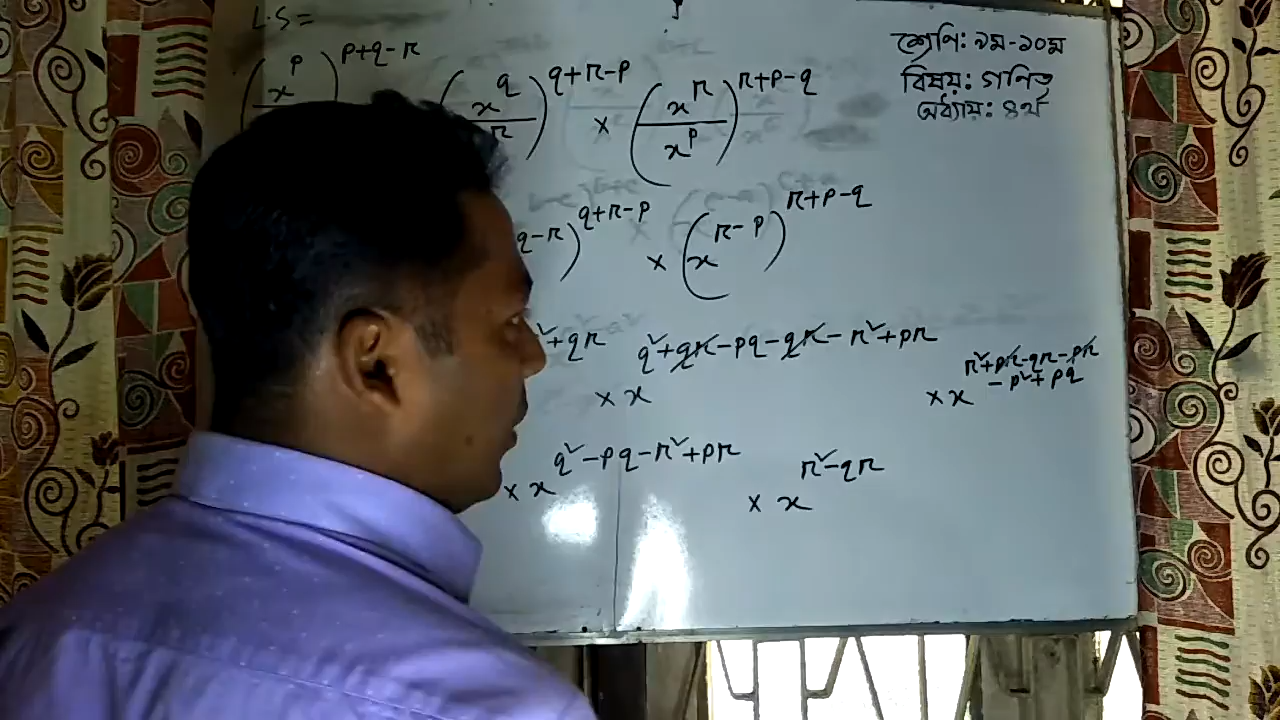 L.S =
শ্রেণি: ৯ম-১০ম
বিষয়: গণিত
অধ্যায়: ৪র্থ
(x^p)^(p+q-r) (x^q/x^r)^(q+r-p) × (x^r/x^p)^(r+p-q)
q-r)^(q+r-p) × (x^(r-p))^(r+p-q)
²+qr × x^(q²+qr-pq-qr-r²+pr) × x^(r²+pr-qr-pr-p²+pq)
× x^(q²-pq-r²+pr) × x^(r²-qr)